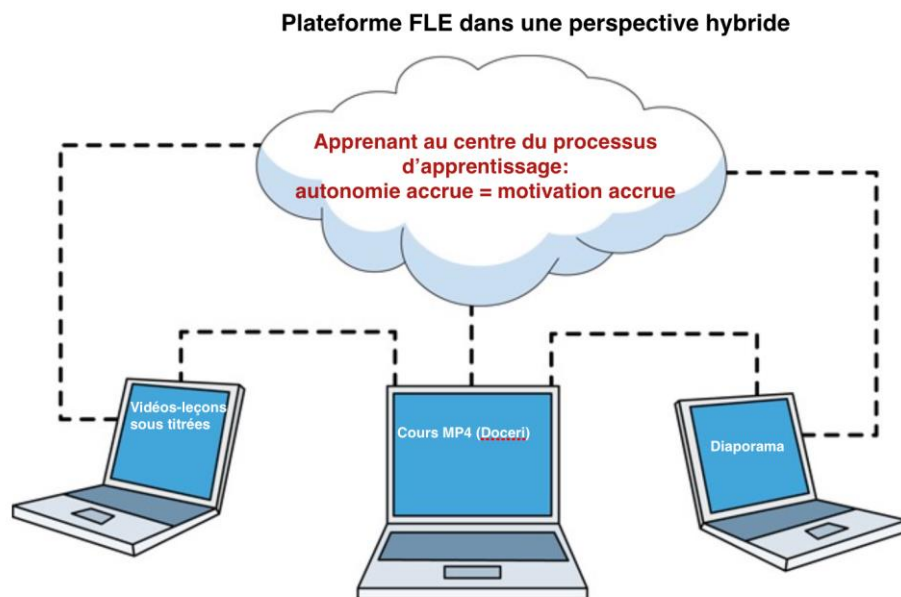 Plateforme FLE dans une perspective hybride
Apprenant au centre du processus
d'apprentissage:
autonomie accrue = motivation accrue
Vidéos-leçons
sous titrées
Cours MP4 (Doceri)
Diaporama